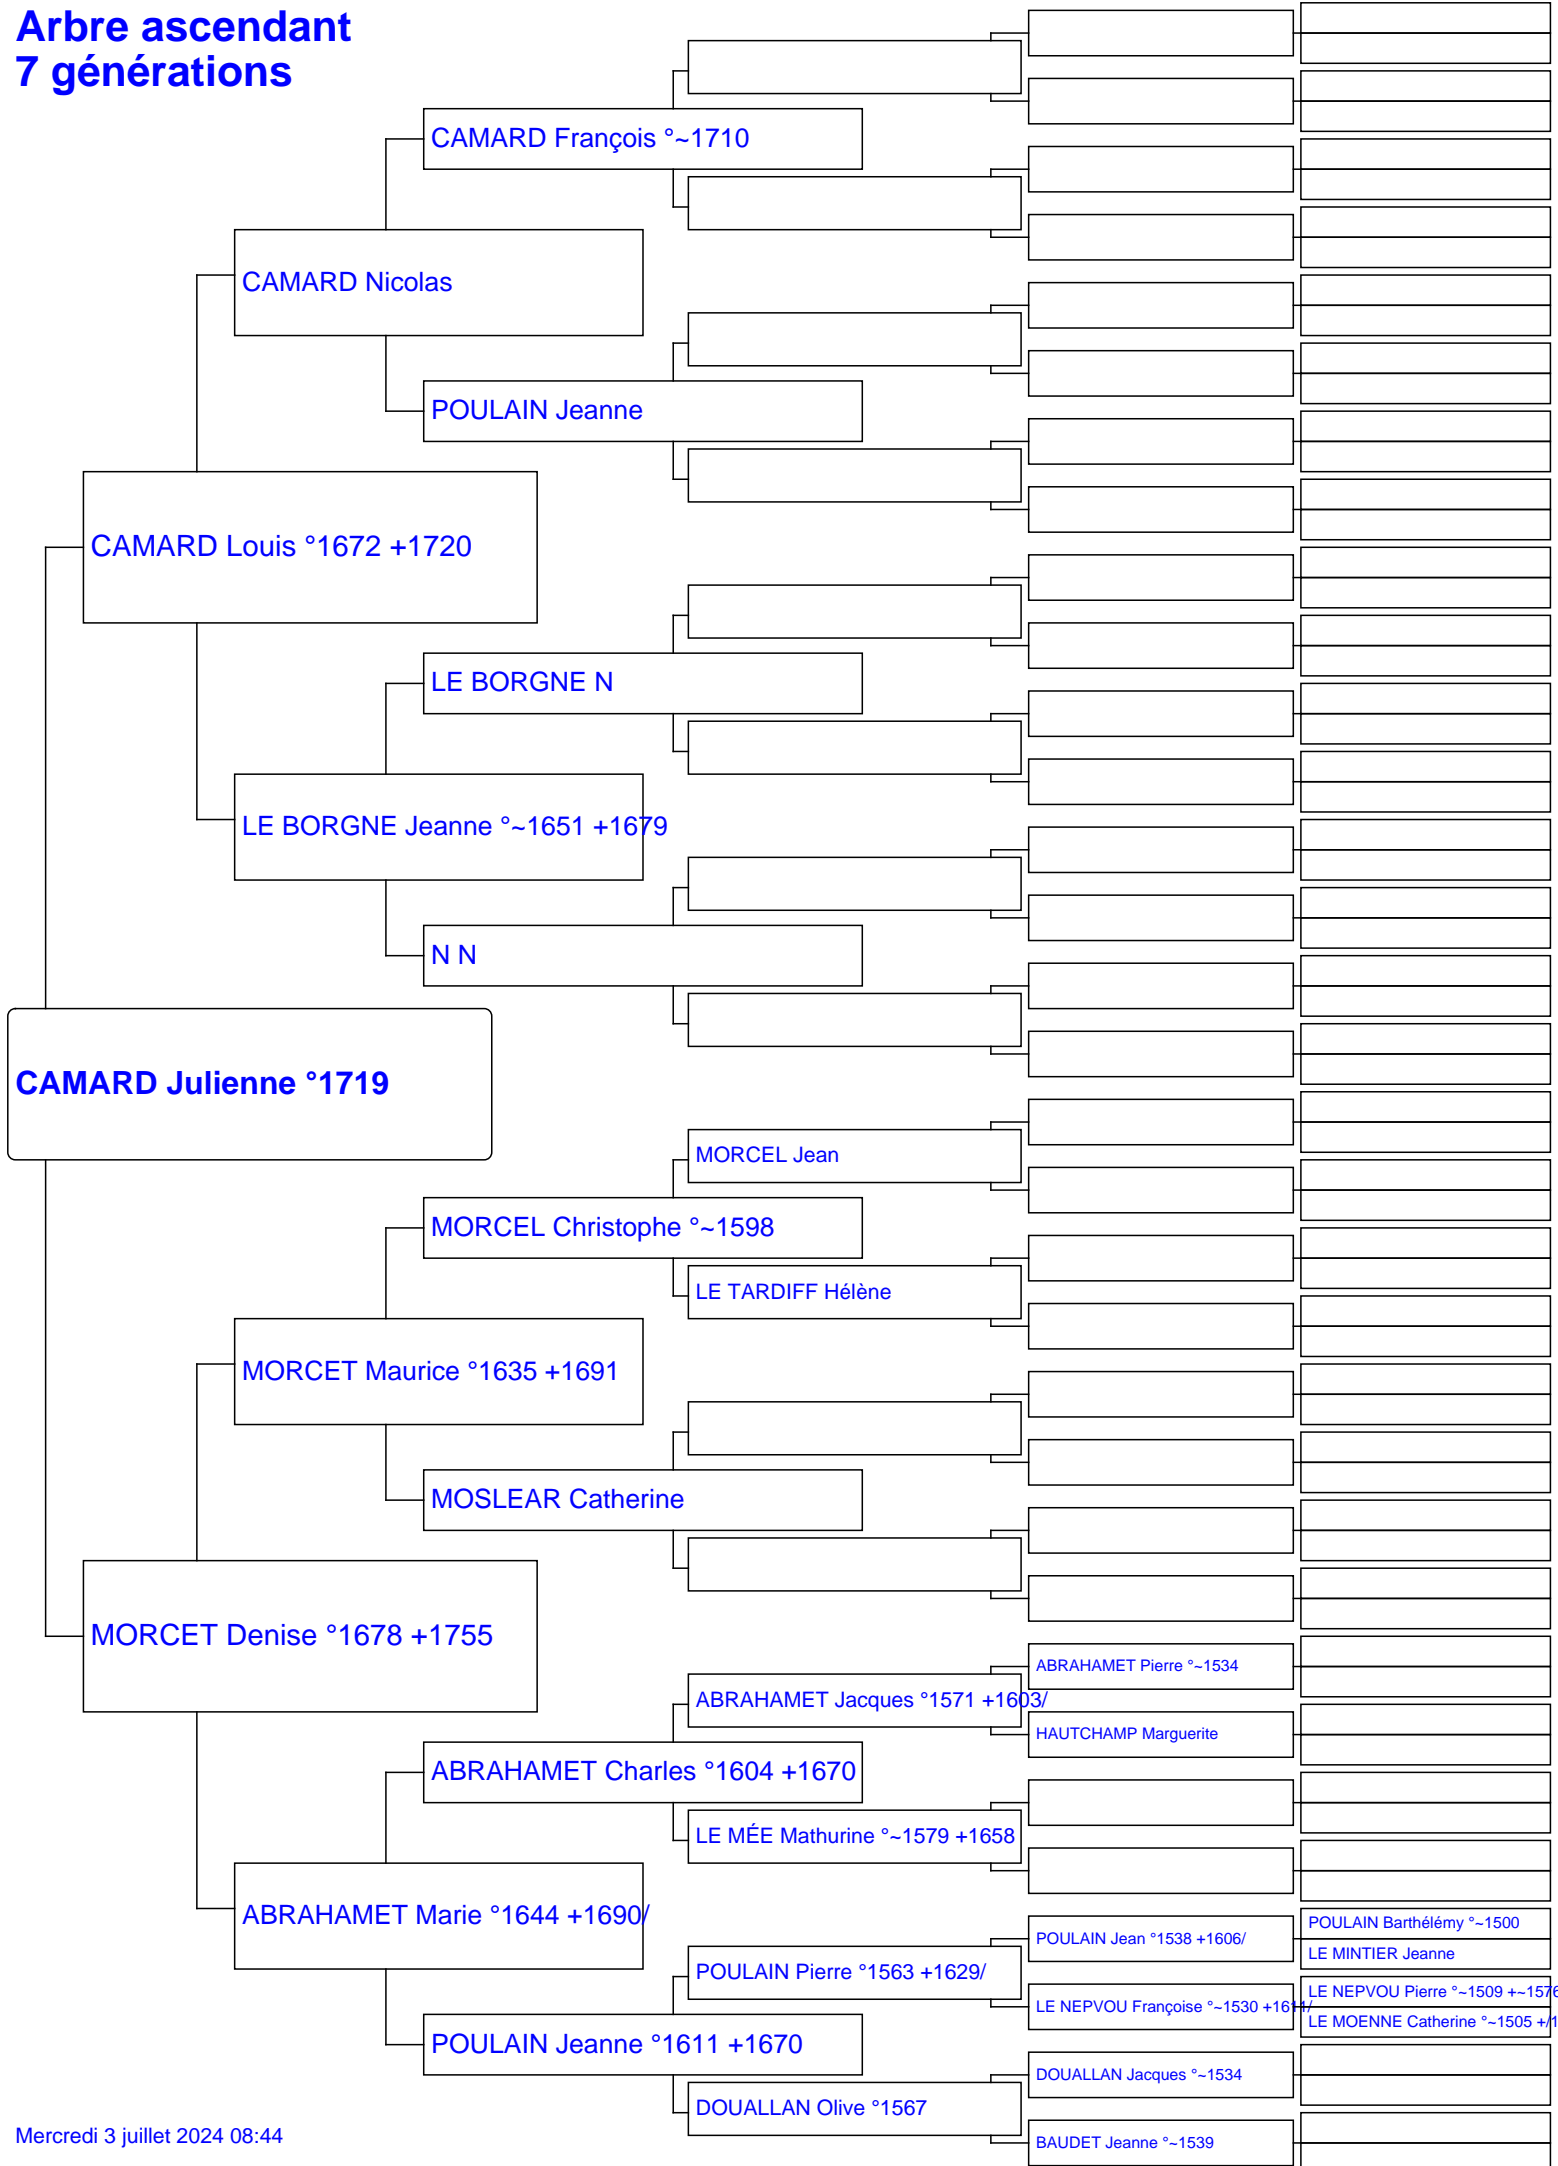 Arbre ascendant
7 générations
CAMARD François °~1710
CAMARD Nicolas
POULAIN Jeanne
CAMARD Louis °1672 +1720
LE BORGNE N
LE BORGNE Jeanne °~1651 +1679
N N
CAMARD Julienne °1719
MORCEL Jean
MORCEL Christophe °~1598
LE TARDIFF Hélène
MORCET Maurice °1635 +1691
MOSLEAR Catherine
MORCET Denise °1678 +1755
ABRAHAMET Pierre °~1534
ABRAHAMET Jacques °1571 +1603/
HAUTCHAMP Marguerite
ABRAHAMET Charles °1604 +1670
LE MÉE Mathurine °~1579 +1658
ABRAHAMET Marie °1644 +1690/
POULAIN Barthélémy °~1500
POULAIN Jean °1538 +1606/
LE MINTIER Jeanne
POULAIN Pierre °1563 +1629/
LE NEPVOU Pierre °~1509 +~1576
LE NEPVOU Françoise °~1530 +1611/
LE MOENNE Catherine °~1505 +/1
POULAIN Jeanne °1611 +1670
DOUALLAN Jacques °~1534
DOUALLAN Olive °1567
BAUDET Jeanne °~1539
Mercredi 3 juillet 2024 08:44